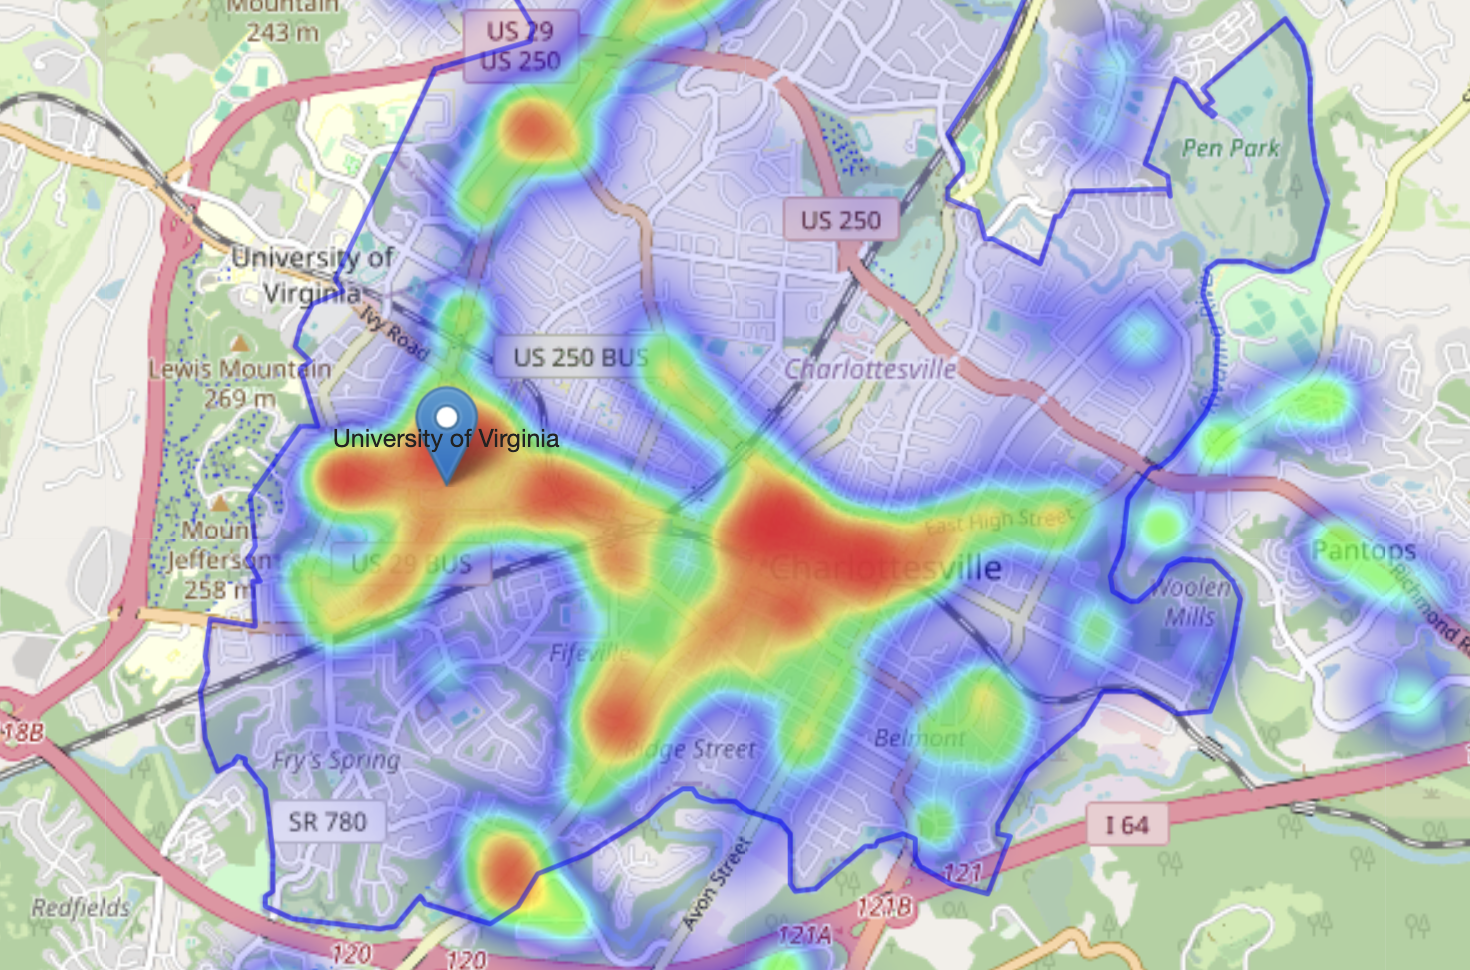 Mountain
243 m
US 29
US 250
Pen Park
US 250
University of
Virginia
Ivy Road
US 250 BUS
Charlottesville
Lewis Mountain
269 m
University of Virginia
East High Street
Moun
Jefferson
258 m
US 29 BUS
Charlottesville
Pantops
Richmond R
Woolen
Mills
Fifeville
Ridge Street
Belmont
18B
Fry's Spring
SR 780
I 64
Avon Street
121
Redfields
121B
121A
120
120